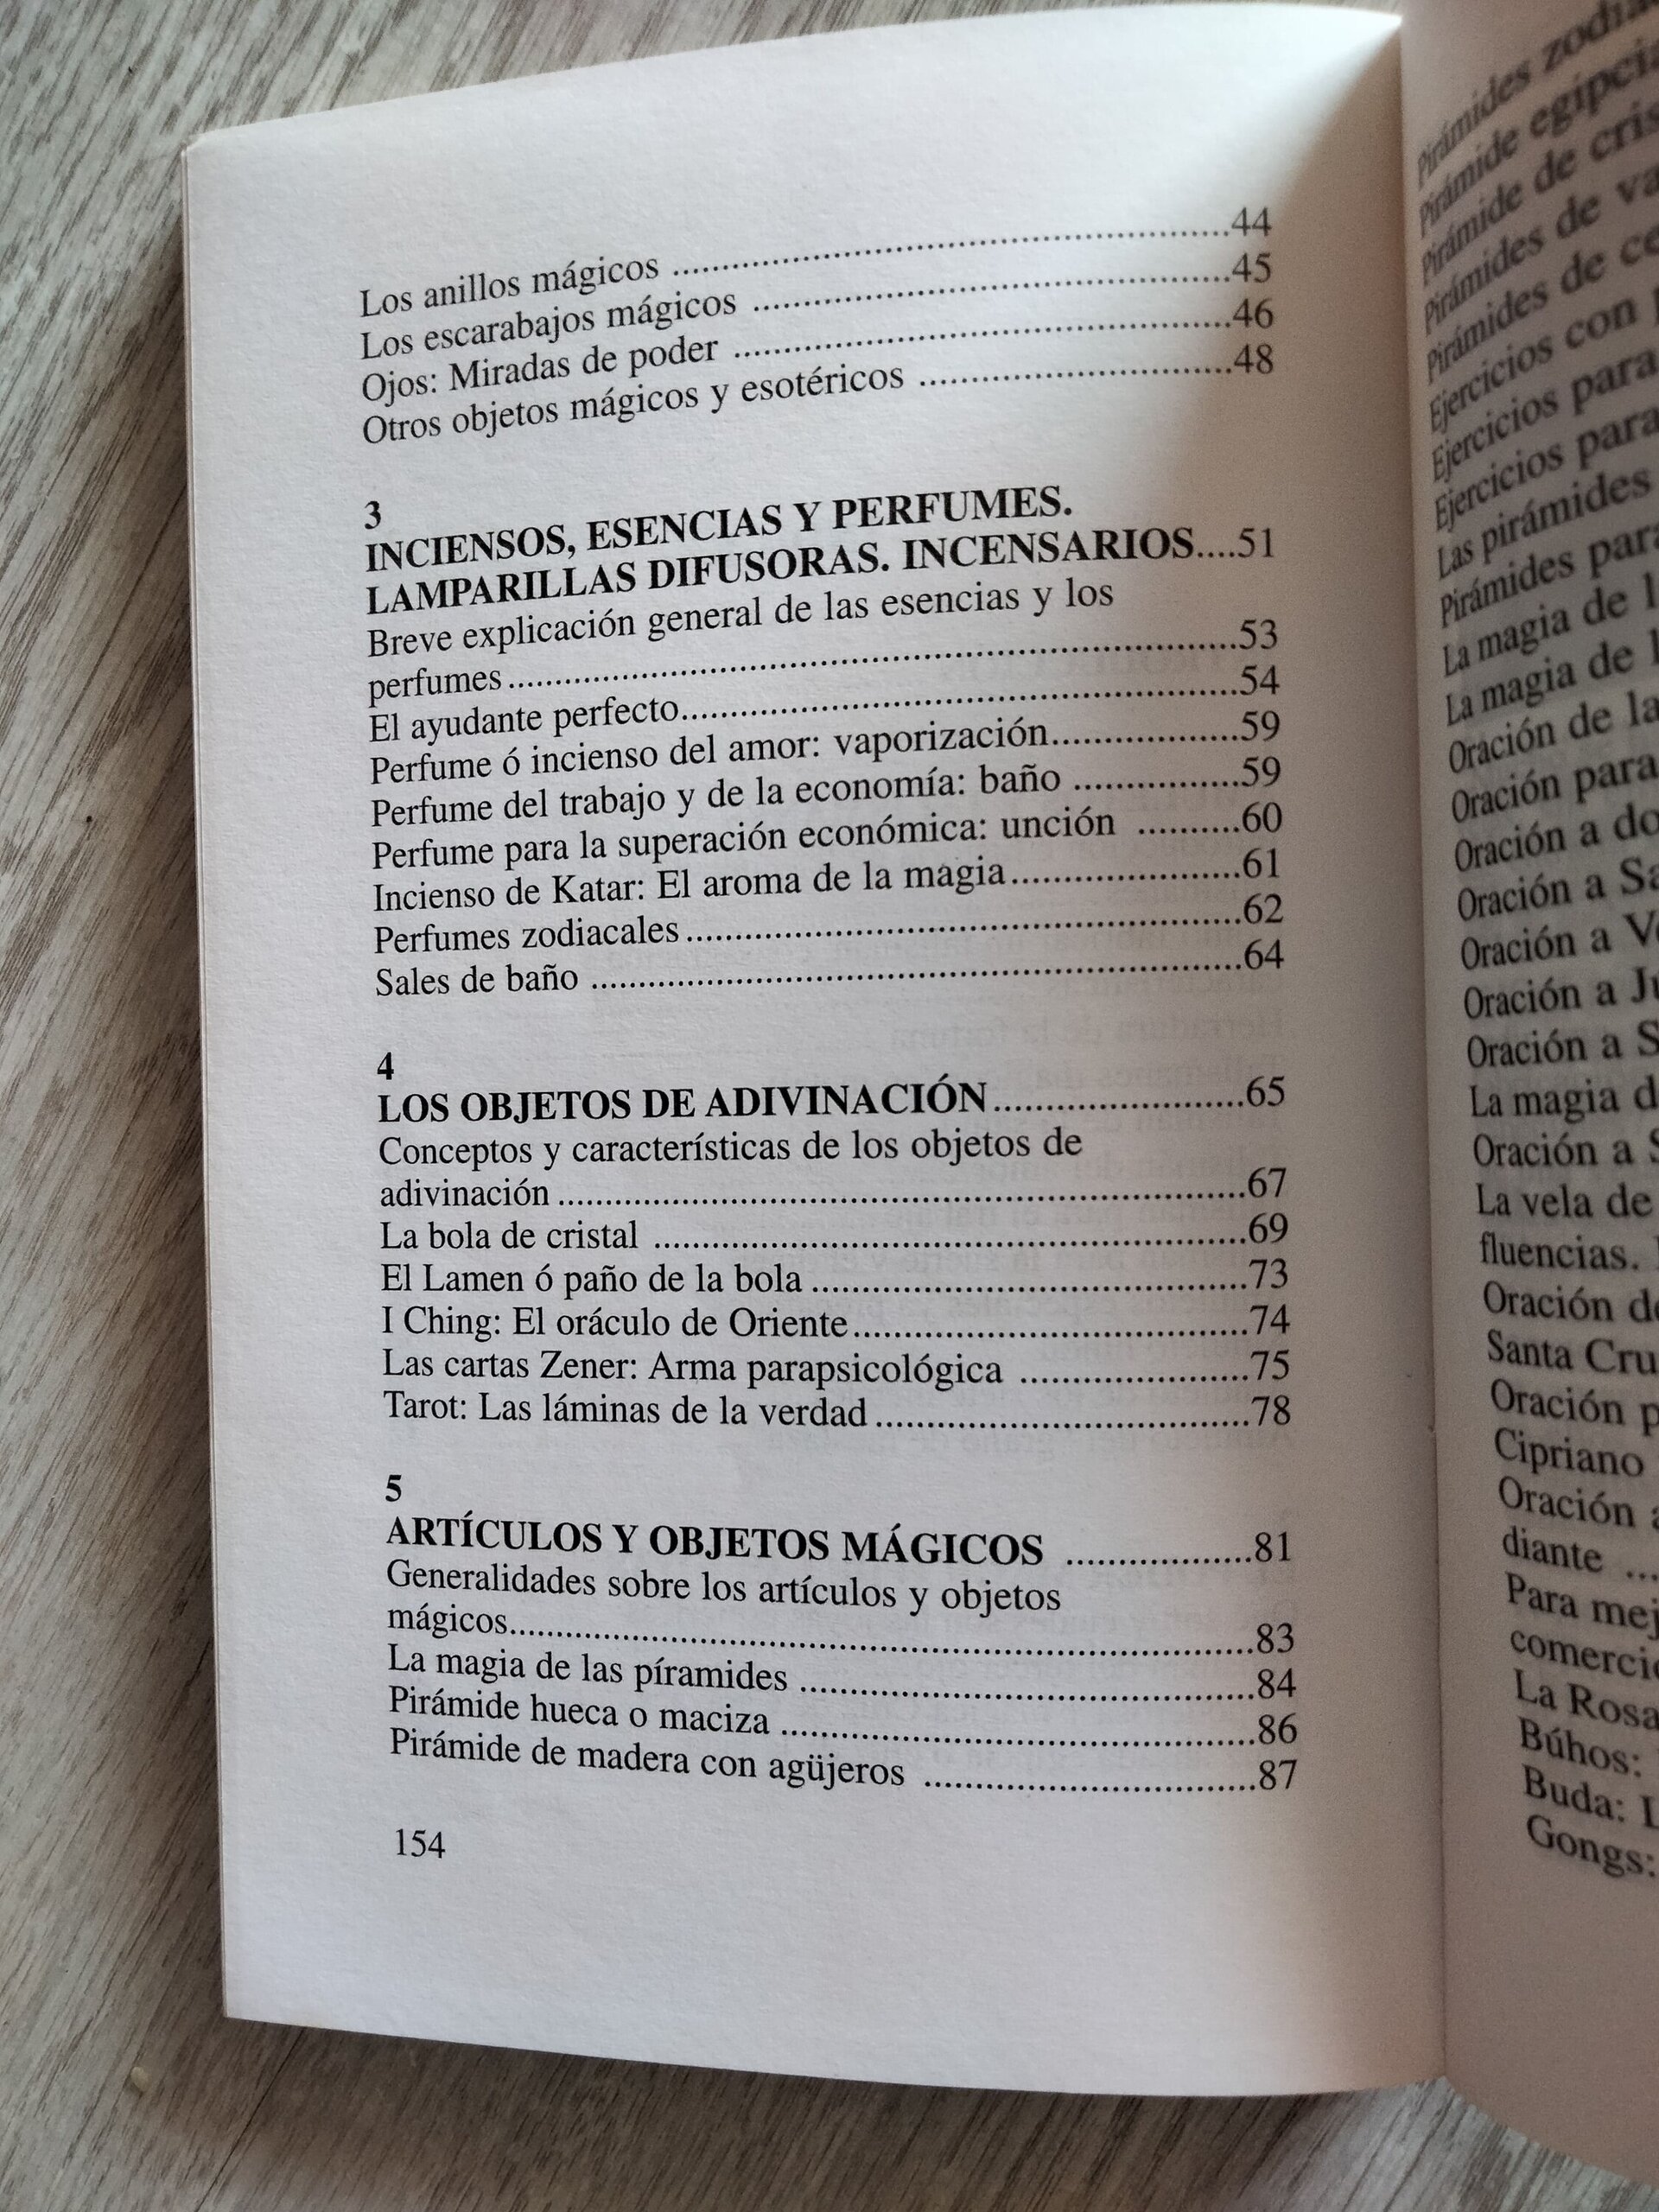 Los anillos mágicos ........................................................44
Los escarabajos mágicos ................................................45
Ojos: Miradas de poder ..................................................46
Otros objetos mágicos y esotéricos ................................48
3
INCIENSOS, ESENCIAS Y PERFUMES.
LAMPARILLAS DIFUSORAS. INCENSARIOS....51
Breve explicación general de las esencias y los
perfumes..........................................................................53
El ayudante perfecto........................................................54
Perfume ó incienso del amor: vaporización...................59
Perfume del trabajo y de la economía: baño .................59
Perfume para la superación económica: unción ..........60
Incienso de Katar: El aroma de la magia.......................61
Perfumes zodiacales........................................................62
Sales de baño ..................................................................64
4
LOS OBJETOS DE ADIVINACIÓN........................65
Conceptos y características de los objetos de
adivinación......................................................................67
La bola de cristal ............................................................69
El Lamen ó paño de la bola............................................73
I Ching: El oráculo de Oriente........................................74
Las cartas Zener: Arma parapsicológica .......................75
Tarot: Las láminas de la verdad......................................78
5
ARTÍCULOS Y OBJETOS MÁGICOS ..................81
Generalidades sobre los artículos y objetos
mágicos...........................................................................83
La magia de las píramides ..............................................84
Pirámide hueca o maciza ................................................86
Pirámide de madera con agüjeros ..................................87
154
Pirámides
Pirámide
Pirámide de
Pirámides de
Pirámides de
Ejercicios con
Ejercicios para
Ejercicios para
Las pirámides
Pirámides
La magia de
La magia de
Oración de la
Oración para
Oración a
Oración a
Oración a
Oración a
Oración a
La magia
Oración a
La vela de
fluencias.
Oración
Santa
Oración
Cipriano
Oración
diante ...
Para
La Rosa
Búhos:
Buda:
Gongs: